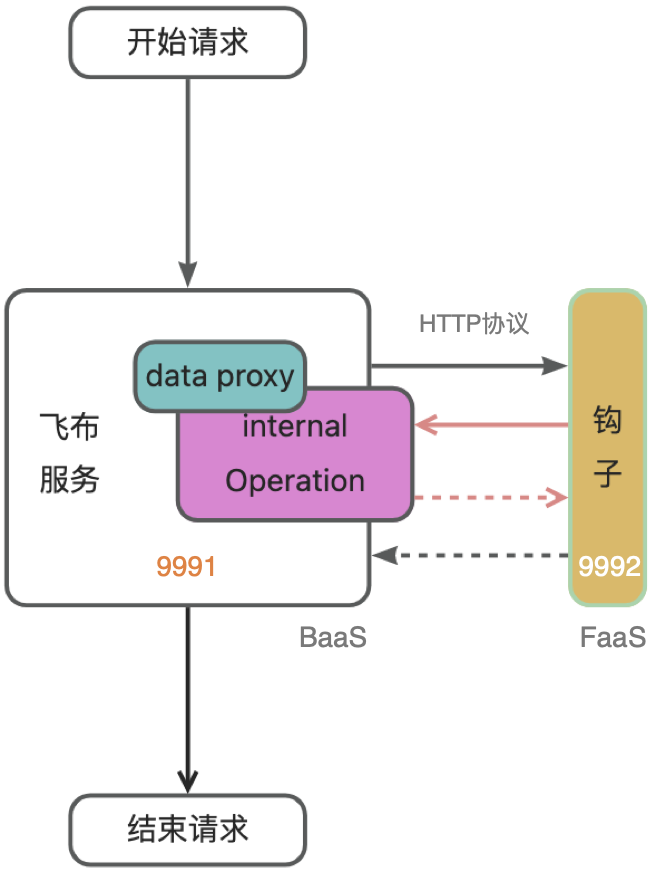 开始请求
HTTP协议
data proxy
internal
Operation
飞布
服务
钩
子
9991
9992
BaaS
FaaS
结束请求